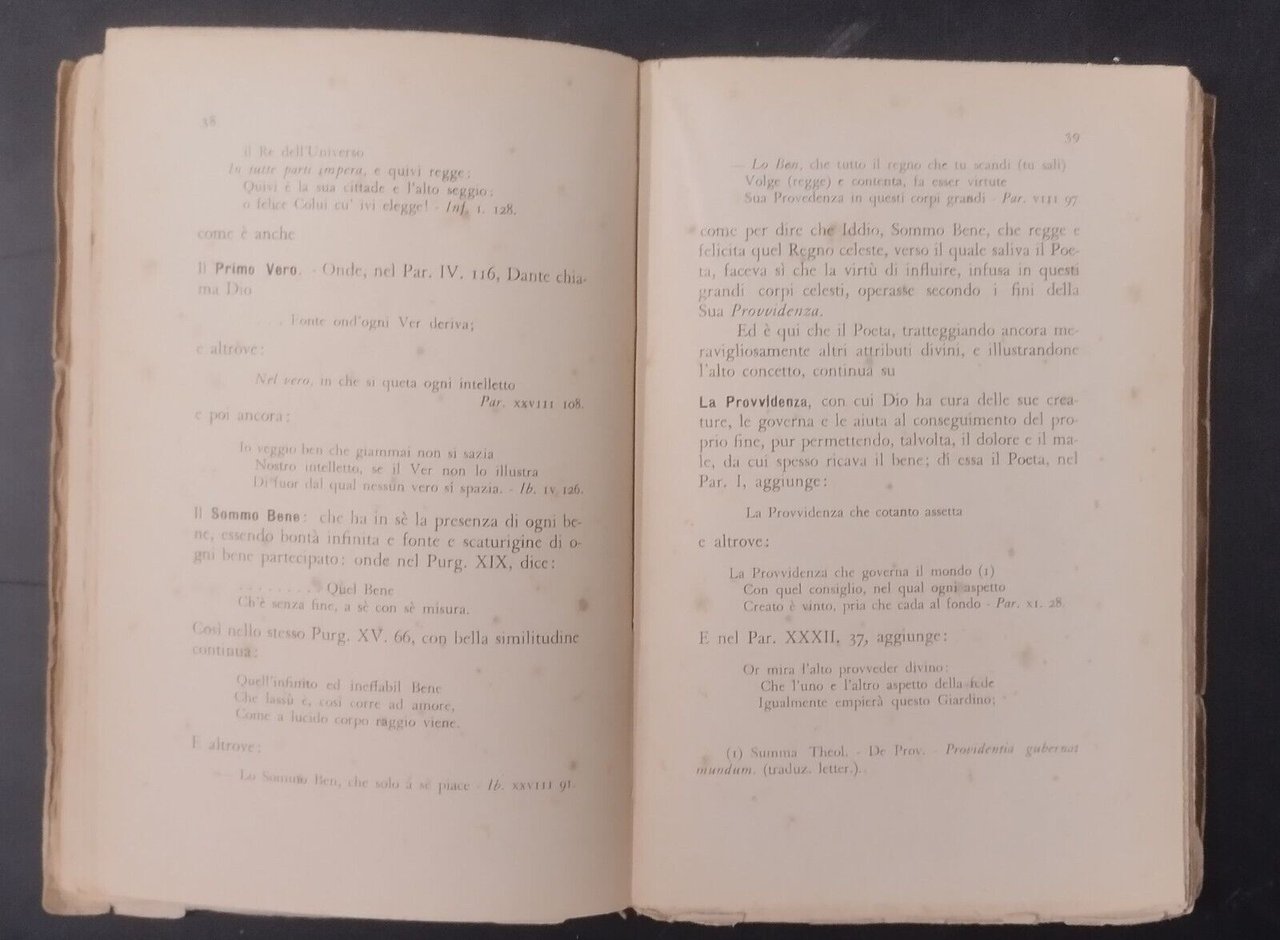 38
il Re dell'Universo
In tutte parti impera, e quivi regge;
Quivi è la sua cittade e l'alto seggio;
o felice Colui cu' ivi elegge! - Inf. 1. 128.
come è anche
Il Primo Vero. - Onde, nel Par. IV. 116, Dante chia-
ma Dio
. . . . Fonte ond'ogni Ver deriva;
e altrove:
Nel vero, in che si queta ogni intelletto
Par. XXVIII 108.
e poi ancora:
Io veggio ben che giammai non si sazia
Nostro intelletto, se il Ver non lo illustra
Di fuor dal qual nessun vero si spazia. - Ib. IV. 126.
Il Sommo Bene: che ha in sè la presenza di ogni be-
ne, essendo bontà infinita e fonte e scaturigine di o-
gni bene partecipato: onde nel Purg. XIX, dice:
. . . . . . . . Quel Bene
Ch'è senza fine, a sè con sè misura.
Così nello stesso Purg. XV. 66, con bella similitudine
continua:
Quell'infinito ed ineffabil Bene
Che lassù è, così corre ad amore,
Come a lucido corpo raggio viene.
E altrove:
— Lo Sommo Ben, che solo a sè piace - Ib. XXVIII 91.
39
— Lo Ben, che tutto il regno che tu scandi (tu sali)
Volge (regge) e contenta, fa esser virtute
Sua Provedenza in questi corpi grandi - Par. VIII 97
come per dire che Iddio, Sommo Bene, che regge e
felicita quel Regno celeste, verso il quale saliva il Poe-
ta, faceva sì che la virtù di influire, infusa in questi
grandi corpi celesti, operasse secondo i fini della
Sua Provvidenza.
Ed è qui che il Poeta, tratteggiando ancora me-
ravigliosamente altri attributi divini, e illustrandone
l'alto concetto, continua su
La Provvidenza, con cui Dio ha cura delle sue crea-
ture, le governa e le aiuta al conseguimento del pro-
prio fine, pur permettendo, talvolta, il dolore e il ma-
le, da cui spesso ricava il bene; di essa il Poeta, nel
Par. I, aggiunge:
La Provvidenza che cotanto assetta
e altrove:
La Provvidenza che governa il mondo (1)
Con quel consiglio, nel qual ogni aspetto
Creato è vinto, pria che cada al fondo - Par. XI. 28.
E nel Par. XXXII, 37, aggiunge:
Or mira l'alto provveder divino:
Che l'uno e l'altro aspetto della fede
Igualmente empierà questo Giardino;
(1) Summa Theol. - De Prov. - Providentia gubernat
mundum. (traduz. letter.).